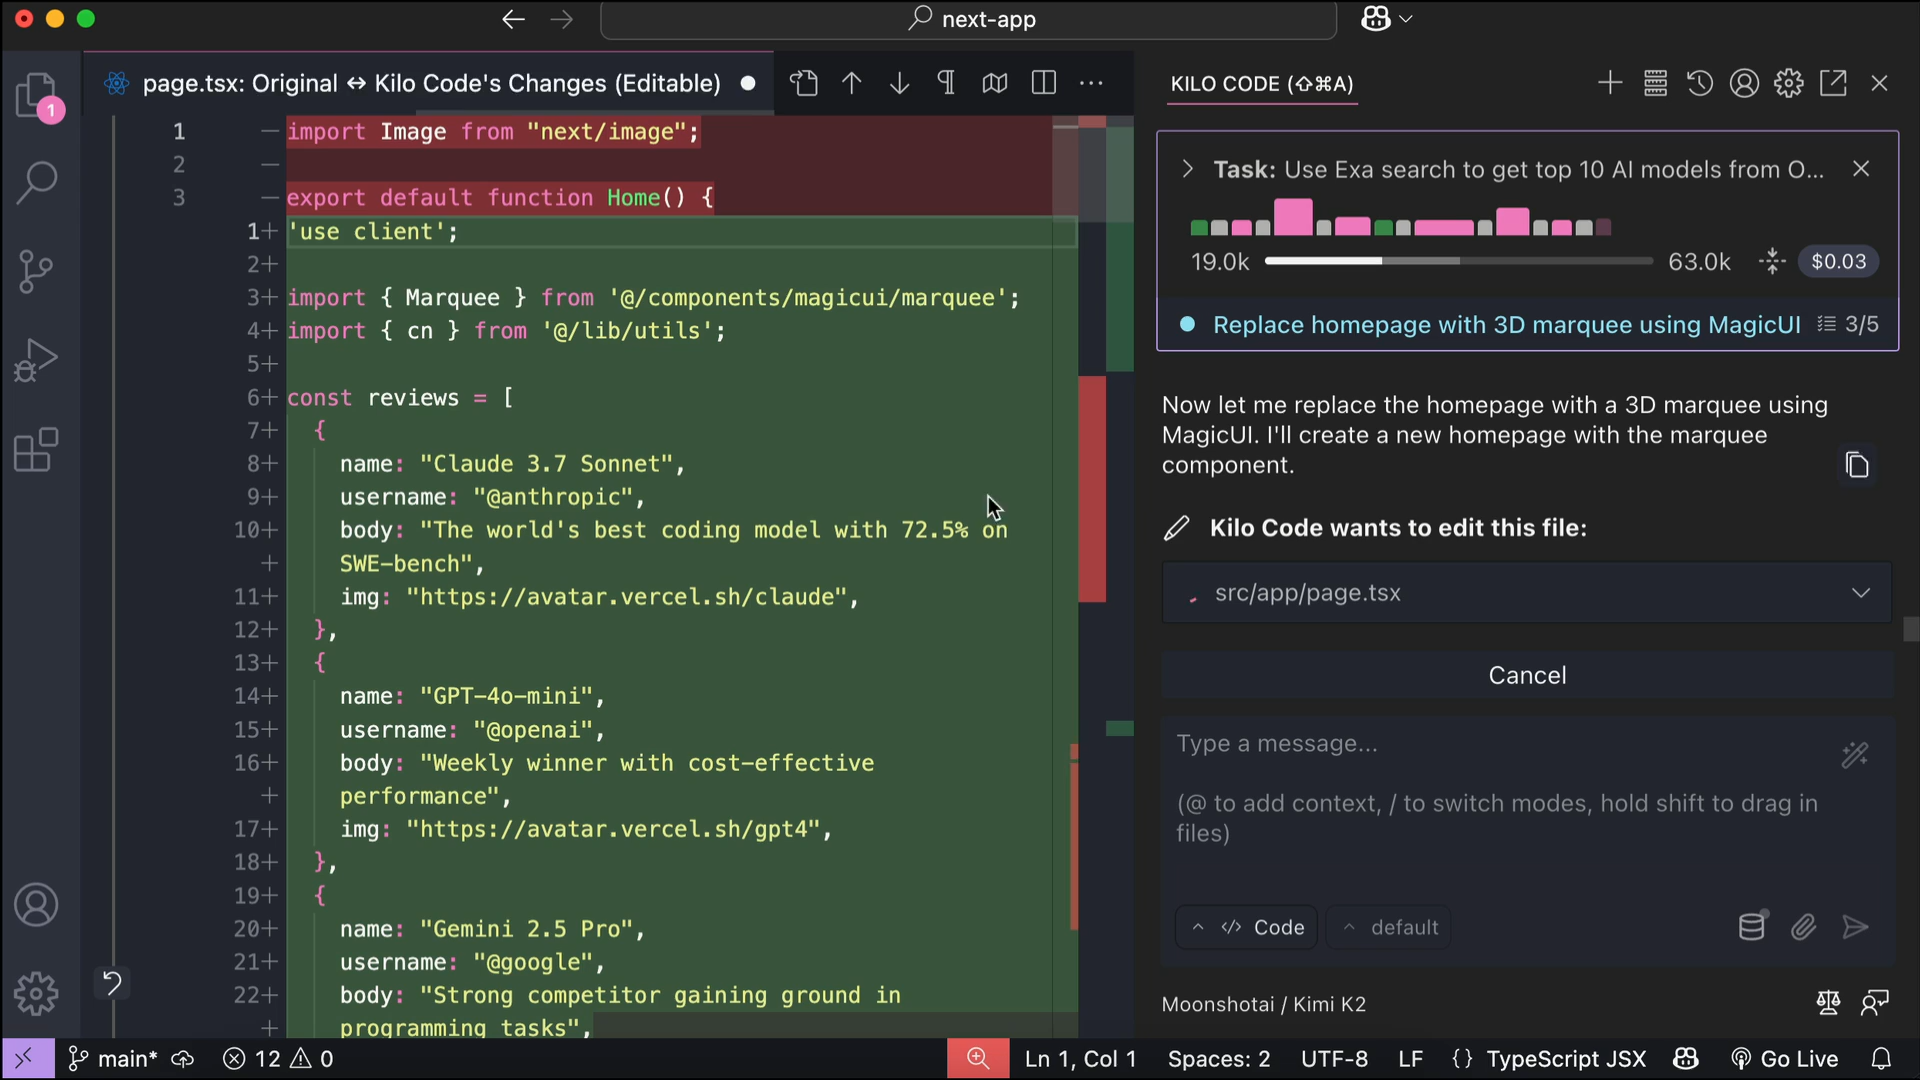 next-app
page.tsx: Original ↔ Kilo Code's Changes (Editable)
1
1 — import Image from "next/image";
2 —
3 — export default function Home() {
1+ 'use client';
2+
3+ import { Marquee } from '@/components/magicui/marquee';
4+ import { cn } from '@/lib/utils';
5+
6+ const reviews = [
7+ {
8+ name: "Claude 3.7 Sonnet",
9+ username: "@anthropic",
10+ body: "The world's best coding model with 72.5% on
+ SWE-bench",
11+ img: "https://avatar.vercel.sh/claude",
12+ },
13+ {
14+ name: "GPT-4o-mini",
15+ username: "@openai",
16+ body: "Weekly winner with cost-effective
+ performance",
17+ img: "https://avatar.vercel.sh/gpt4",
18+ },
19+ {
20+ name: "Gemini 2.5 Pro",
21+ username: "@google",
22+ body: "Strong competitor gaining ground in
+ programming tasks",
KILO CODE (⇧⌘A)
Task: Use Exa search to get top 10 AI models from O...
19.0k 63.0k $0.03
Replace homepage with 3D marquee using MagicUI 3/5
Now let me replace the homepage with a 3D marquee using
MagicUI. I'll create a new homepage with the marquee
component.
Kilo Code wants to edit this file:
src/app/page.tsx
Cancel
Type a message...
(@ to add context, / to switch modes, hold shift to drag in
files)
</> Code default
Moonshotai / Kimi K2
main* 12 0 Ln 1, Col 1 Spaces: 2 UTF-8 LF {} TypeScript JSX Go Live